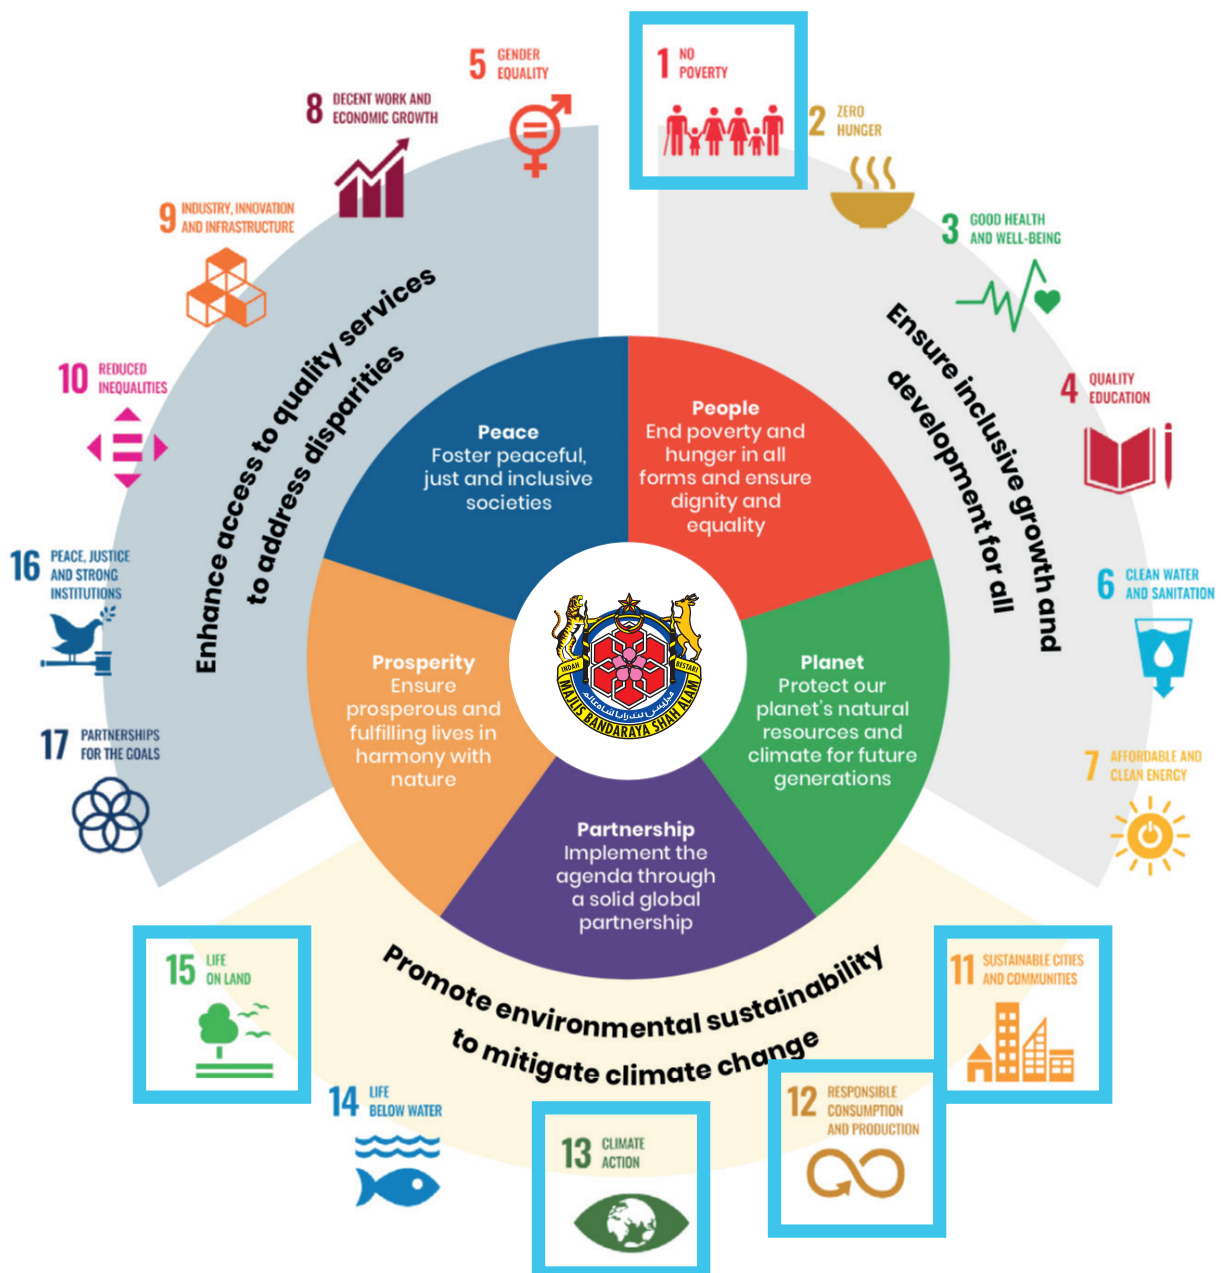 5 GENDER
EQUALITY
1 NO
POVERTY
8 DECENT WORK AND
ECONOMIC GROWTH
2 ZERO
HUNGER
9 INDUSTRY, INNOVATION
AND INFRASTRUCTURE
3 GOOD HEALTH
AND WELL-BEING
10 REDUCED
INEQUALITIES
4 QUALITY
EDUCATION
16 PEACE, JUSTICE
AND STRONG
INSTITUTIONS
6 CLEAN WATER
AND SANITATION
17 PARTNERSHIPS
FOR THE GOALS
7 AFFORDABLE AND
CLEAN ENERGY
Enhance access to quality services
to address disparities
Ensure inclusive growth and
development for all
Peace
Foster peaceful,
just and inclusive
societies
People
End poverty and
hunger in all
forms and ensure
dignity and
equality
Prosperity
Ensure
prosperous and
fulfilling lives in
harmony with
nature
INDAH
BESTARI
مجليس بندارايا شاه عالم
MAJLIS BANDARAYA SHAH ALAM
Planet
Protect our
planet's natural
resources and
climate for future
generations
Partnership
Implement the
agenda through
a solid global
partnership
Promote environmental sustainability
to mitigate climate change
15 LIFE
ON LAND
11 SUSTAINABLE CITIES
AND COMMUNITIES
14 LIFE
BELOW WATER
12 RESPONSIBLE
CONSUMPTION
AND PRODUCTION
13 CLIMATE
ACTION